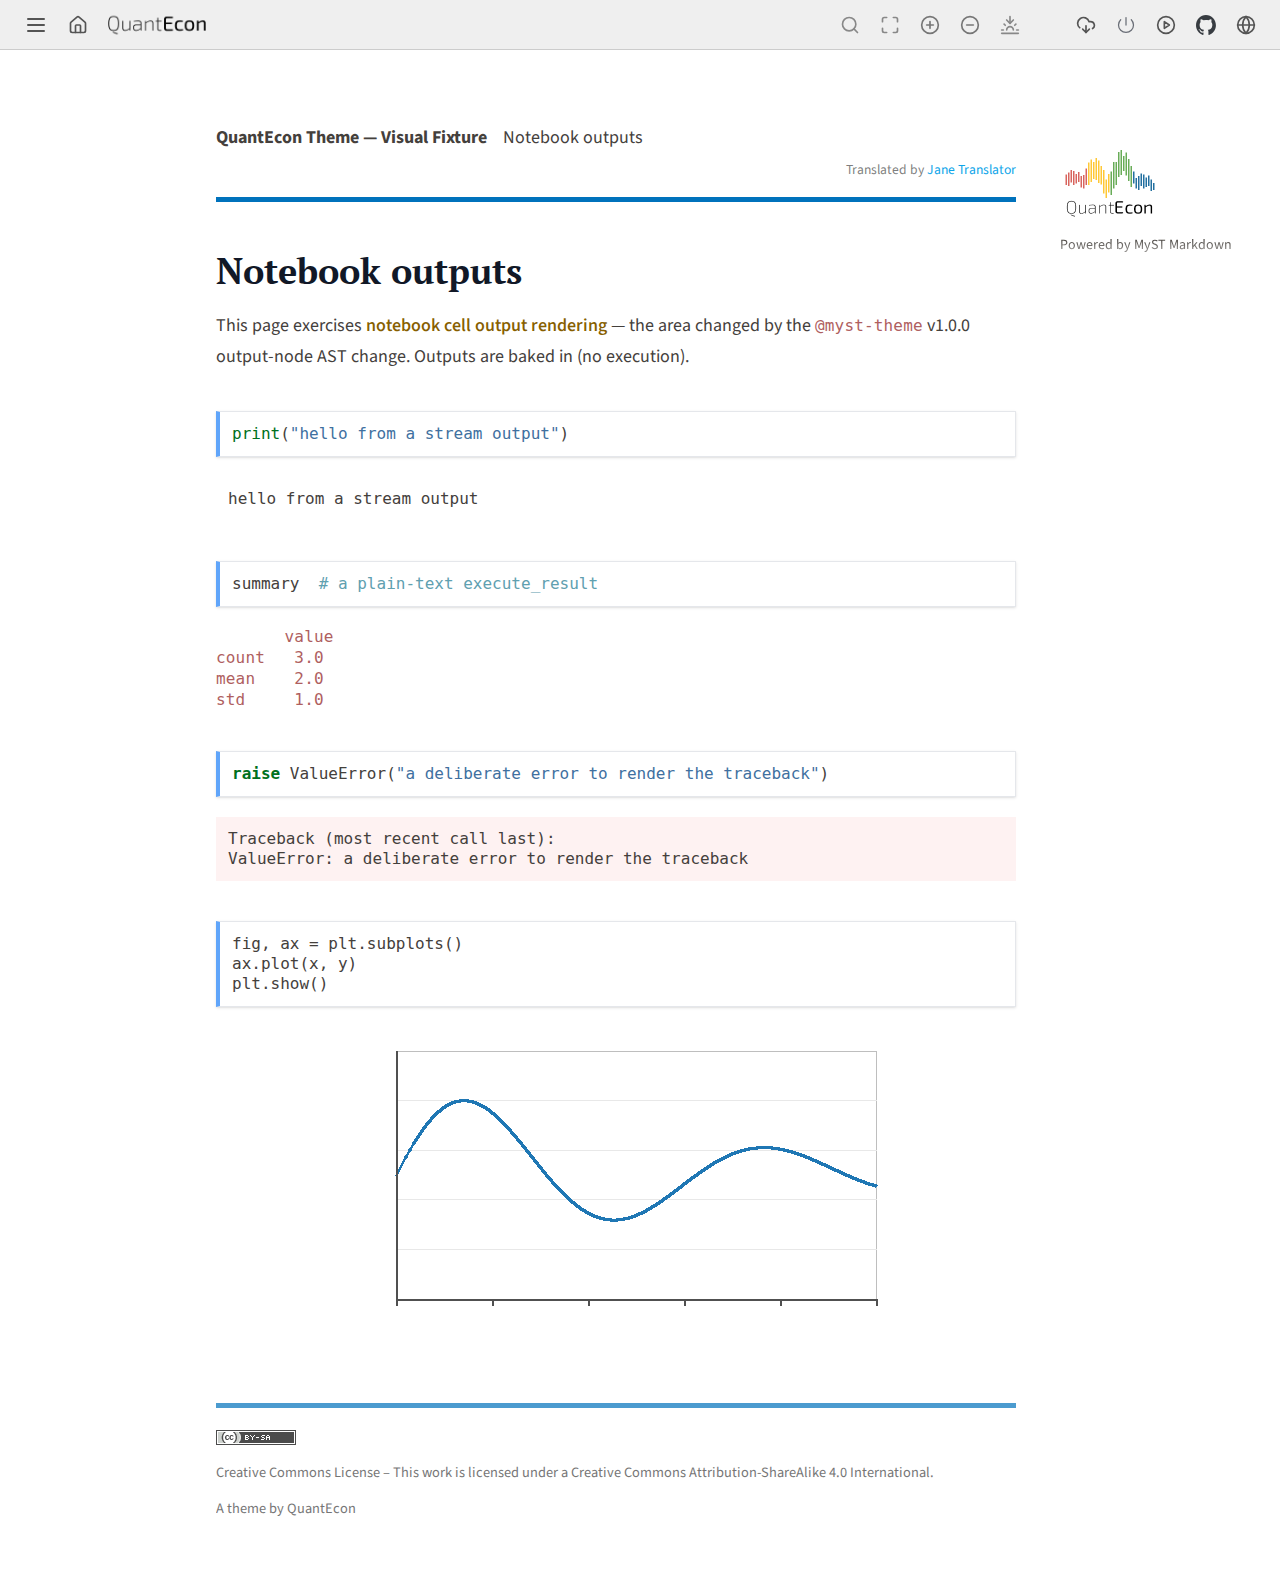 QuantEcon
QuantEcon Theme — Visual Fixture Notebook outputs
Translated by Jane Translator
QuantEcon
Powered by MyST Markdown
Notebook outputs
This page exercises notebook cell output rendering — the area changed by the @myst-theme v1.0.0
output-node AST change. Outputs are baked in (no execution).
print("hello from a stream output")
hello from a stream output
summary  # a plain-text execute_result
       value
count   3.0
mean    2.0
std     1.0
raise ValueError("a deliberate error to render the traceback")
Traceback (most recent call last):
ValueError: a deliberate error to render the traceback
fig, ax = plt.subplots()
ax.plot(x, y)
plt.show()
(cc) BY-SA
Creative Commons License – This work is licensed under a Creative Commons Attribution-ShareAlike 4.0 International.
A theme by QuantEcon